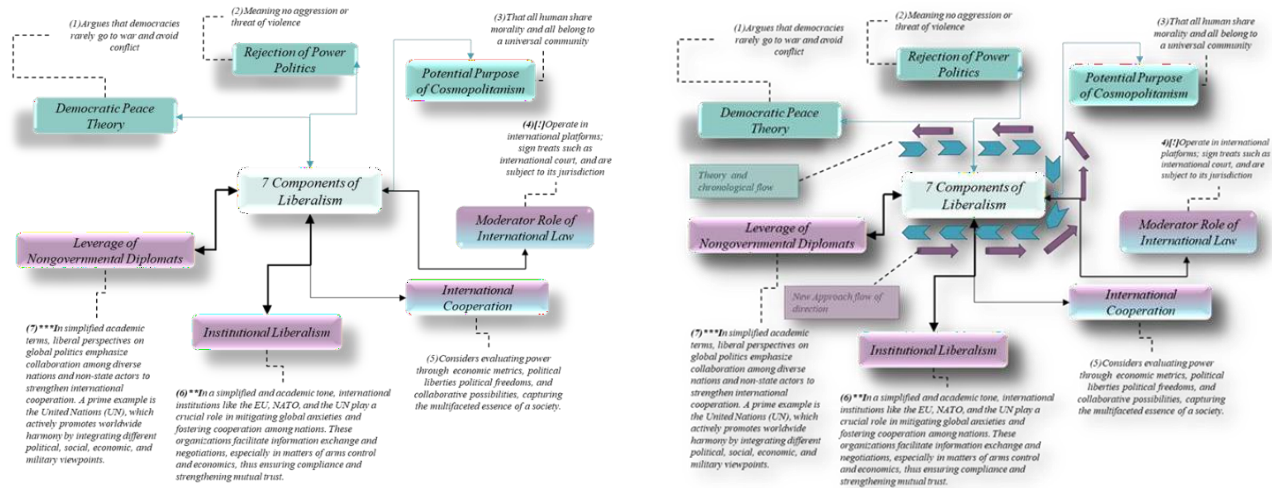 (1)Argues that democracies
rarely go to war and avoid
conflict
(2)Meaning no aggression or
threat of violence
(3)That all human share
morality and all belong to
a universal community
Rejection of Power
Politics
Potential Purpose
of Cosmopolitanism
Democratic Peace
Theory
(4)[!]Operate in
international platforms;
sign treats such as
international court, and are
subject to its jurisdiction
7 Components of
Liberalism
Moderator Role of
International Law
Leverage of
Nongovernmental Diplomats
International
Cooperation
Institutional Liberalism
(7)***In simplified academic
terms, liberal perspectives on
global politics emphasize
collaboration among diverse
nations and non-state actors to
strengthen international
cooperation. A prime example is
the United Nations (UN), which
actively promotes worldwide
harmony by integrating different
political, social, economic, and
military viewpoints.
(6)**In a simplified and academic tone, international
institutions like the EU, NATO, and the UN play a
crucial role in mitigating global anxieties and
fostering cooperation among nations. These
organizations facilitate information exchange and
negotiations, especially in matters of arms control
and economics, thus ensuring compliance and
strengthening mutual trust.
(5)Considers evaluating power
through economic metrics, political
liberties political freedoms, and
collaborative possibilities, capturing
the multifaceted essence of a society.
(1)Argues that democracies
rarely go to war and avoid
conflict
(2)Meaning no aggression or
threat of violence
(3)That all human share
morality and all belong to
a universal community
Rejection of Power
Politics
Potential Purpose
of Cosmopolitanism
Democratic Peace
Theory
4)[!]Operate in international
platforms; sign treats such as
international court, and are
subject to its jurisdiction
Theory and
chronological flow
7 Components of
Liberalism
Moderator Role of
International Law
Leverage of
Nongovernmental Diplomats
New Approach flow of
direction
International
Cooperation
Institutional Liberalism
(7)***In simplified academic
terms, liberal perspectives on
global politics emphasize
collaboration among diverse
nations and non-state actors to
strengthen international
cooperation. A prime example is
the United Nations (UN), which
actively promotes worldwide
harmony by integrating different
political, social, economic, and
military viewpoints.
(6)**In a simplified and academic tone, international
institutions like the EU, NATO, and the UN play a
crucial role in mitigating global anxieties and
fostering cooperation among nations. These
organizations facilitate information exchange and
negotiations, especially in matters of arms control
and economics, thus ensuring compliance and
strengthening mutual trust.
(5)Considers evaluating power
through economic metrics, political
liberties political freedoms, and
collaborative possibilities, capturing
the multifaceted essence of a society.